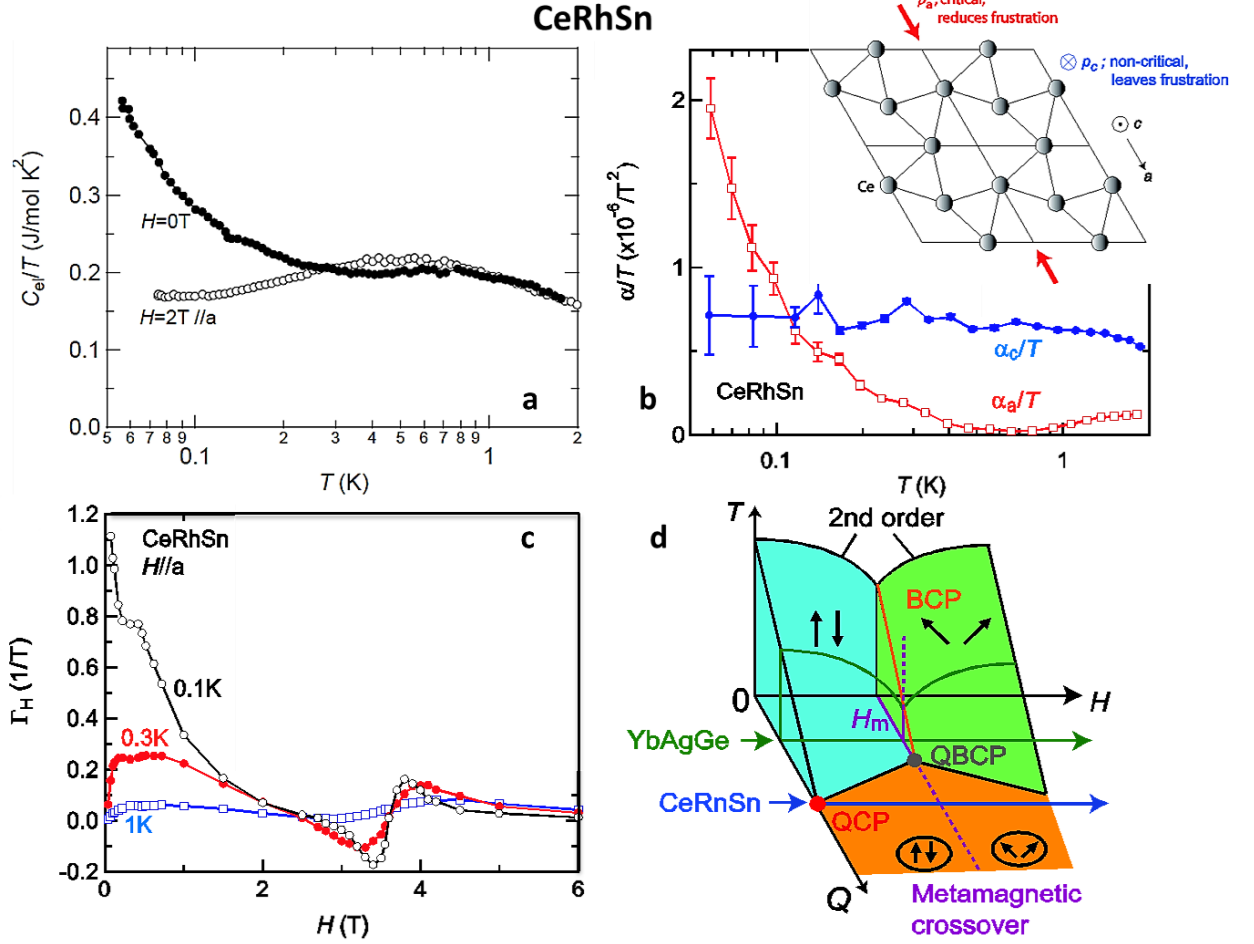 CeRhSn
pₐ; critical,
reduces frustration
⊗ p꜀ ; non-critical,
leaves frustration
c
a
Ce
Cₑₗ/T (J/mol K²)
0.4
0.3
0.2
0.1
0.0
H=0T
H=2T //a
a
5 6 7 8 9 2 3 4 5 6 7 8 9 2
0.1 1
T (K)
α/T (x10⁻⁶/T²)
2
1
0
α꜀/T
αₐ/T
b CeRhSn
0.1 1
T (K)
Γ_H (1/T)
1.2
1.0
0.8
0.6
0.4
0.2
0.0
-0.2
CeRhSn
H//a
c
0.1K
0.3K
1K
0 2 4 6
H (T)
d
T
2nd order
BCP
0
H
Hₘ
YbAgGe
QBCP
CeRnSn
QCP
Q
Metamagnetic
crossover